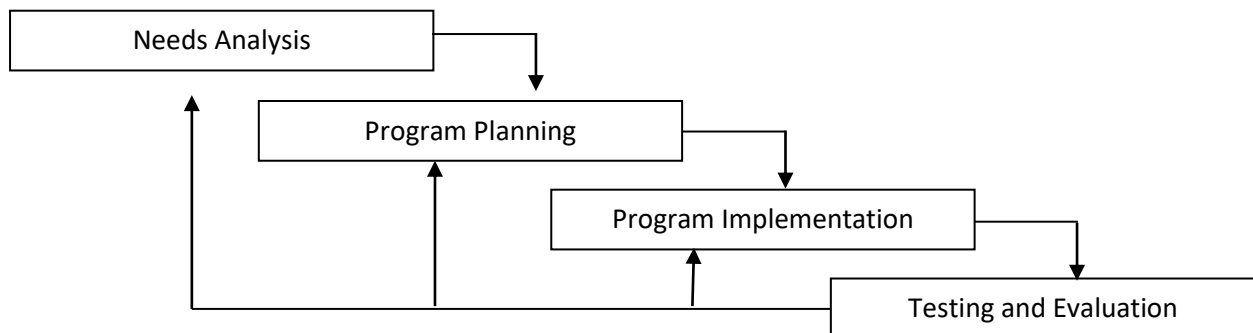 Needs Analysis
Program Planning
Program Implementation
Testing and Evaluation